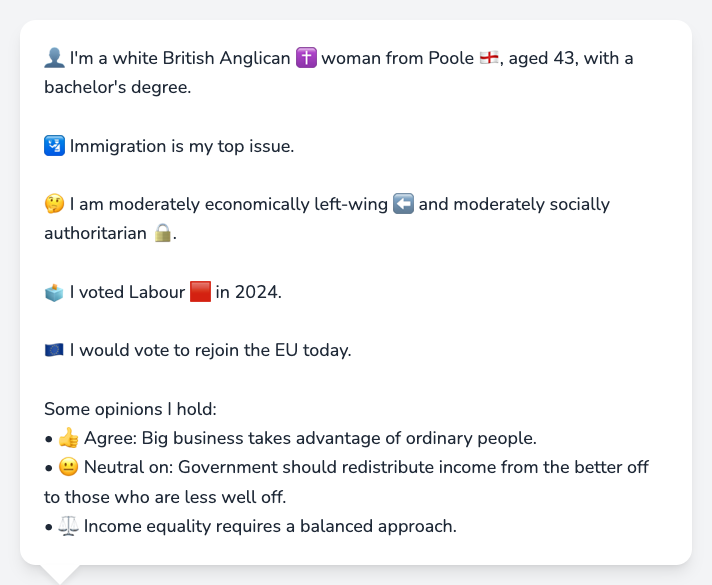 👤 I'm a white British Anglican ✝️ woman from Poole 🏴󠁧󠁢󠁥󠁮󠁧󠁿, aged 43, with a
bachelor's degree.
🛂 Immigration is my top issue.
🤔 I am moderately economically left-wing ⬅️ and moderately socially
authoritarian 🔒.
🗳️ I voted Labour 🟥 in 2024.
🇪🇺 I would vote to rejoin the EU today.
Some opinions I hold:
• 👍 Agree: Big business takes advantage of ordinary people.
• 😐 Neutral on: Government should redistribute income from the better off
to those who are less well off.
• ⚖️ Income equality requires a balanced approach.